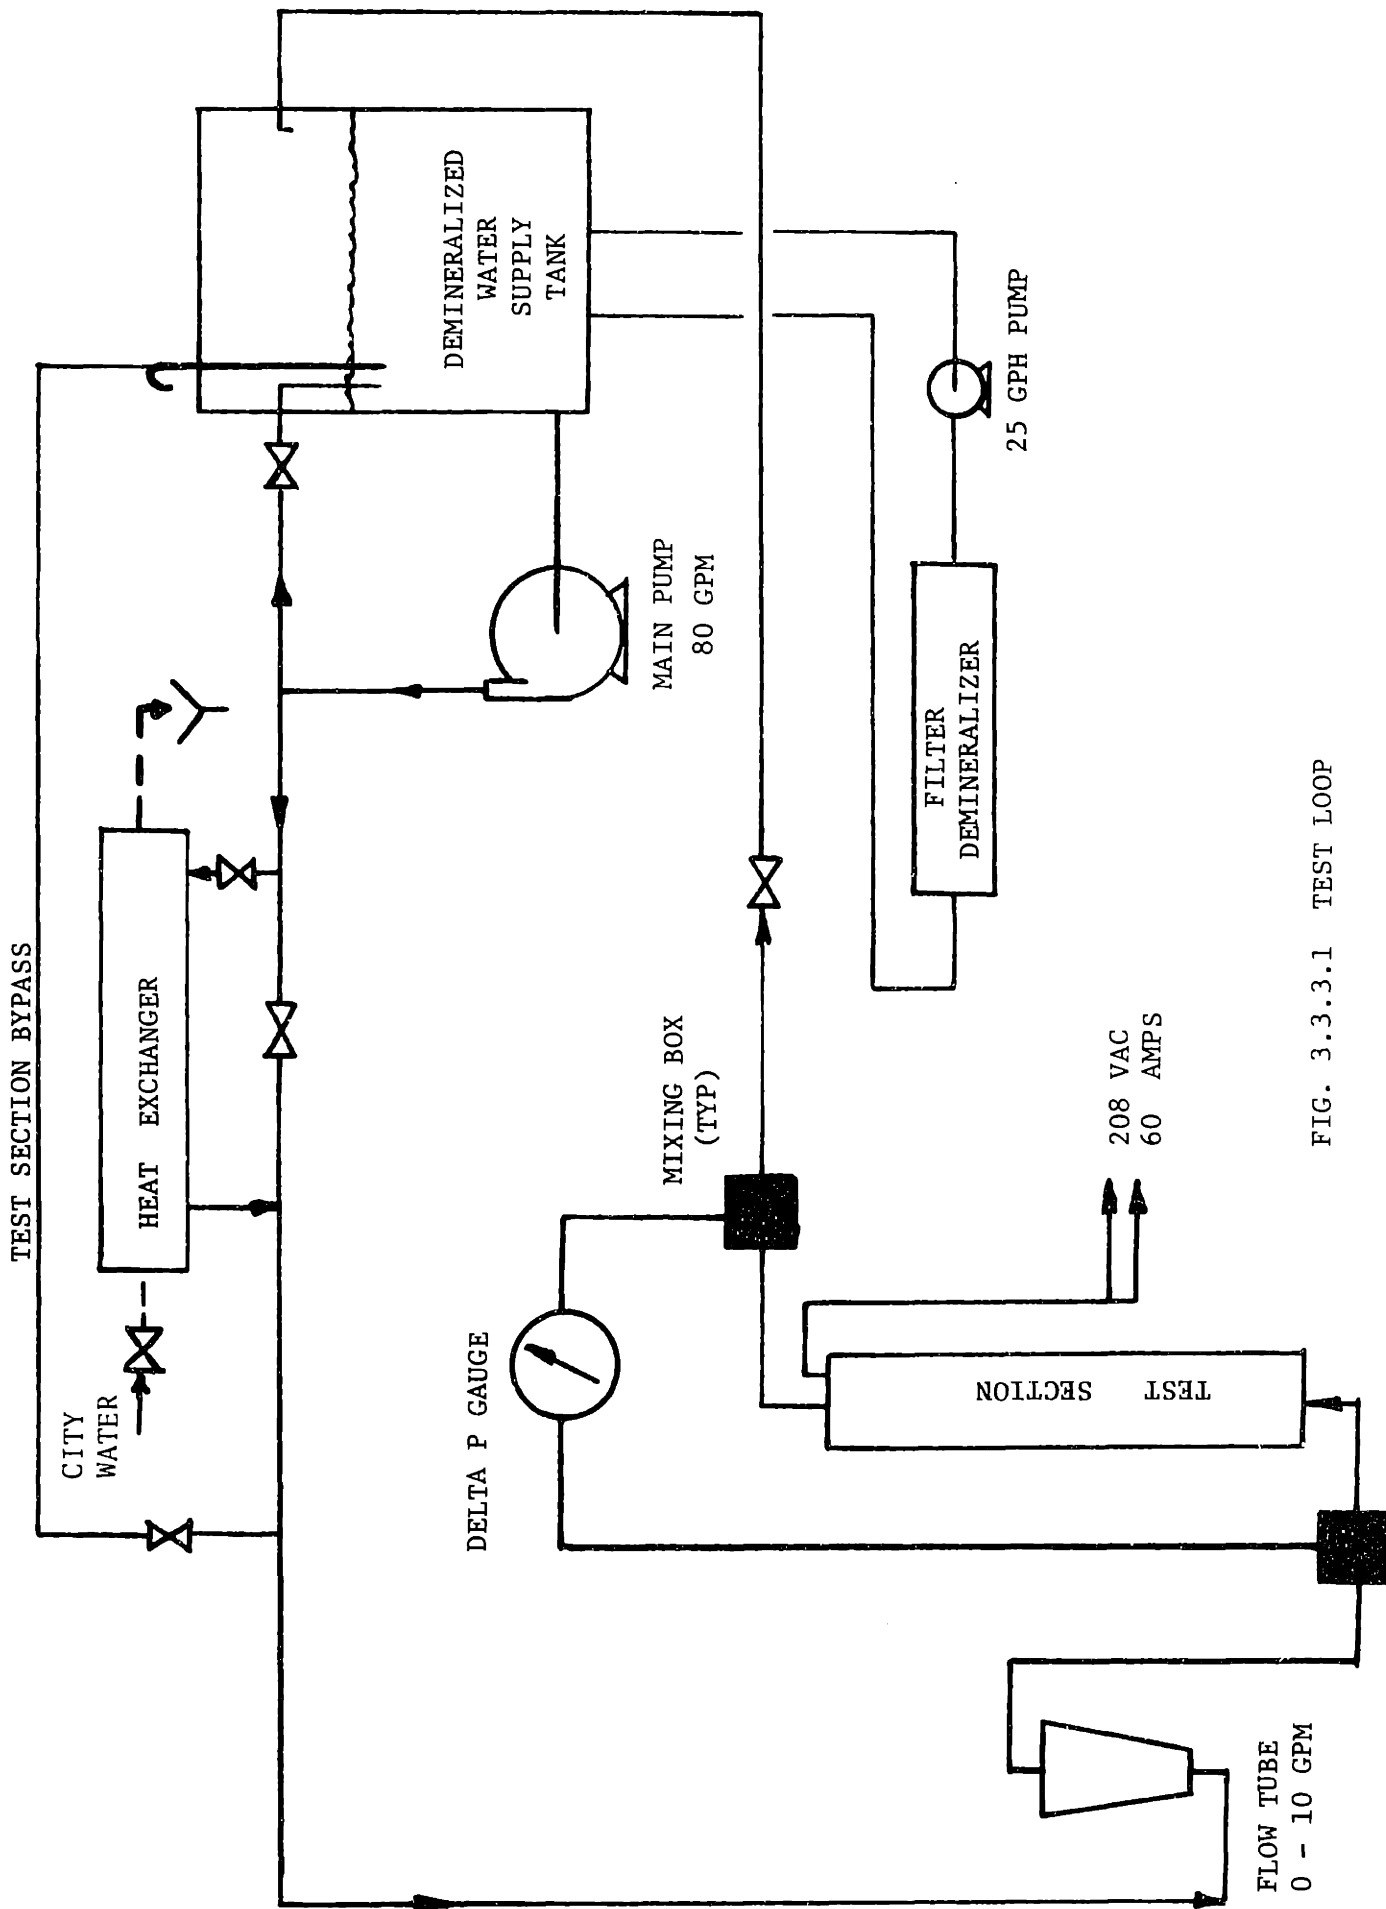 TEST SECTION BYPASS
CITY
WATER
HEAT EXCHANGER
DEMINERALIZED
WATER
SUPPLY
TANK
MAIN PUMP
80 GPM
DELTA P GAUGE
MIXING BOX
(TYP)
TEST SECTION
208 VAC
60 AMPS
FILTER
DEMINERALIZER
25 GPH PUMP
FLOW TUBE
0 - 10 GPM
FIG. 3.3.3.1 TEST LOOP